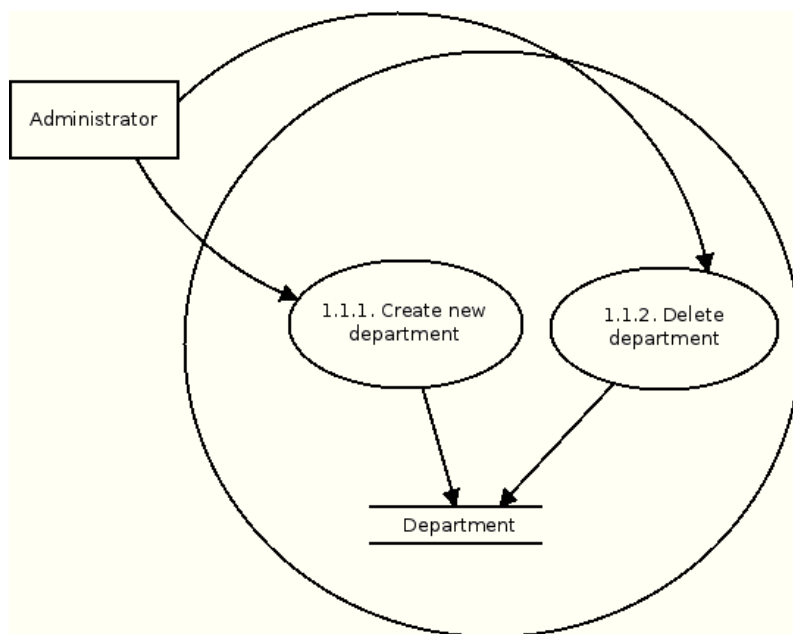 Administrator
1.1.1. Create new
department
1.1.2. Delete
department
Department